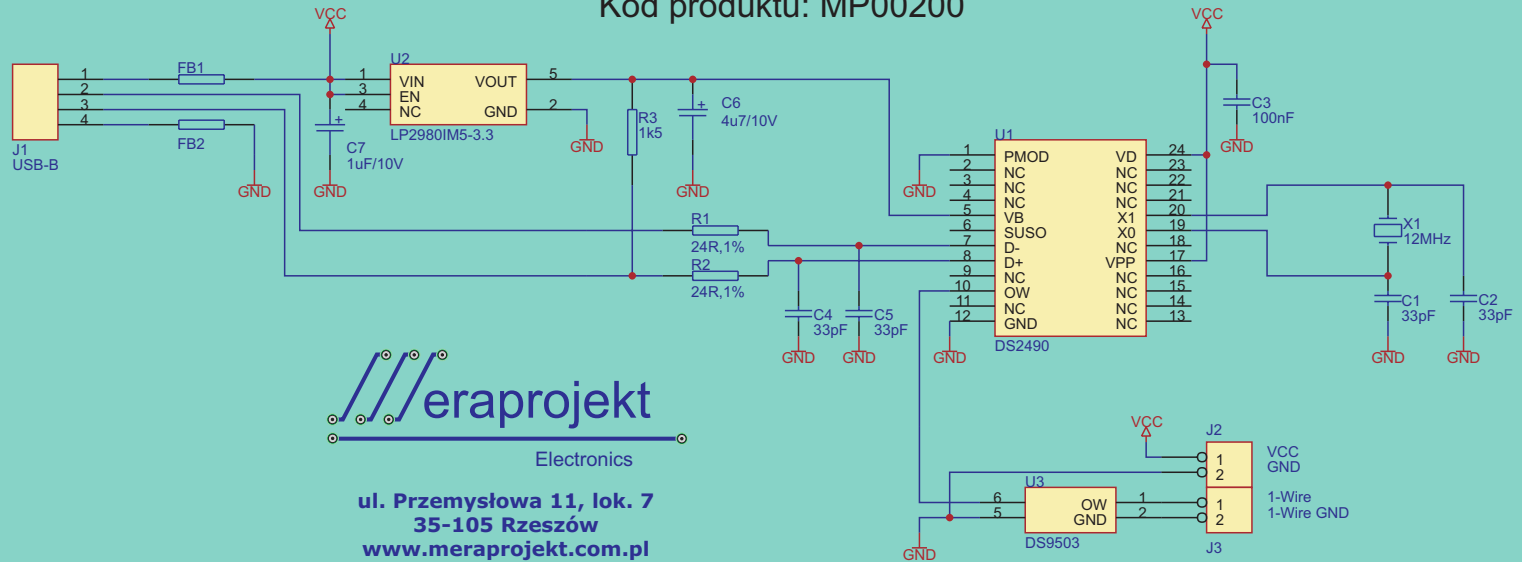 Kod produktu: MP00200
VCC
VCC
J1
USB-B
1
2
3
4
FB1
FB2
GND
C7
1uF/10V
GND
U2
1
3
4
VIN
EN
NC
VOUT
GND
5
2
LP2980IM5-3.3
GND
R3
1k5
C6
4u7/10V
GND
C3
100nF
GND
R1
24R,1%
R2
24R,1%
C4
33pF
GND
C5
33pF
GND
GND
GND
U1
1 PMOD VD 24
2 NC NC 23
3 NC NC 22
4 NC NC 21
5 VB X1 20
6 SUSO X0 19
7 D- NC 18
8 D+ VPP 17
9 NC NC 16
10 OW NC 15
11 NC NC 14
12 GND NC 13
DS2490
X1
12MHz
C1
33pF
GND
C2
33pF
GND
eraprojekt
Electronics
ul. Przemysłowa 11, lok. 7
35-105 Rzeszów
www.meraprojekt.com.pl
VCC
J2
1 VCC
2 GND
U3
6 OW 1
5 GND 2
DS9503
GND
1 1-Wire
2 1-Wire GND
J3